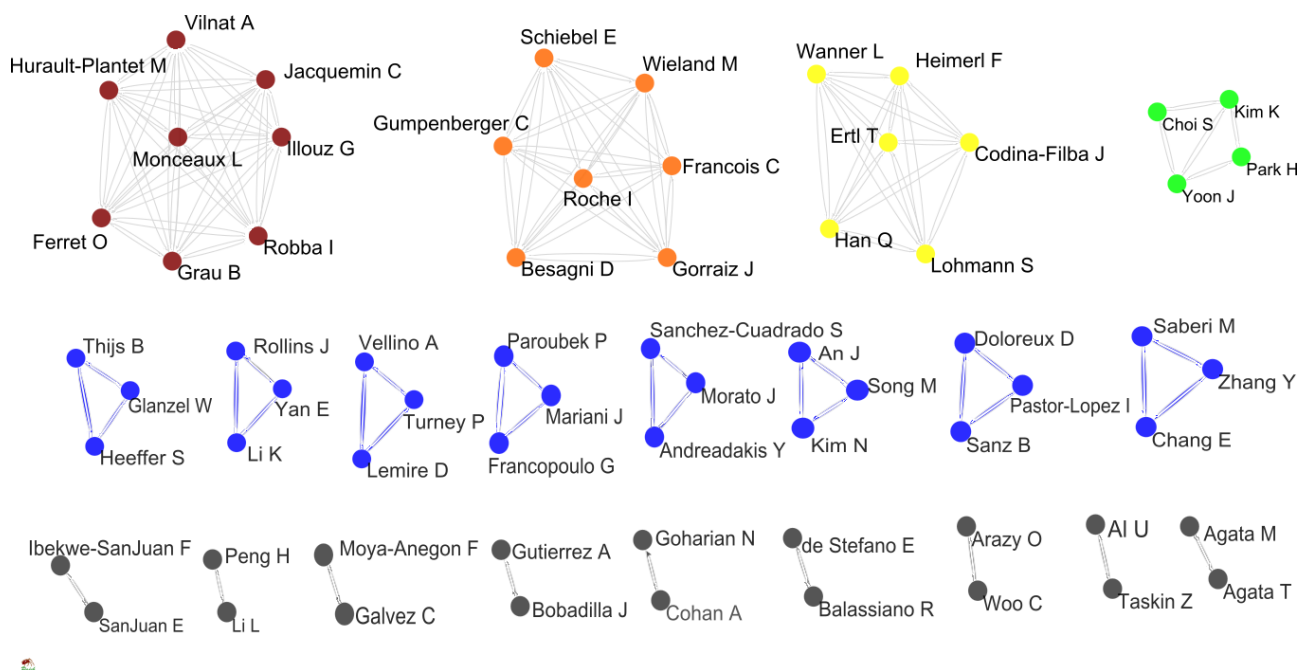 Vilnat A
Hurault-Plantet M
Jacquemin C
Monceaux L
Illouz G
Ferret O
Robba I
Grau B
Schiebel E
Wieland M
Gumpenberger C
Francois C
Roche I
Besagni D
Gorraiz J
Wanner L
Heimerl F
Ertl T
Codina-Filba J
Han Q
Lohmann S
Kim K
Choi S
Park H
Yoon J
Thijs B
Glanzel W
Heeffer S
Rollins J
Yan E
Li K
Vellino A
Turney P
Lemire D
Paroubek P
Mariani J
Francopoulo G
Sanchez-Cuadrado S
Morato J
Andreadakis Y
An J
Song M
Kim N
Doloreux D
Pastor-Lopez I
Sanz B
Saberi M
Zhang Y
Chang E
Ibekwe-SanJuan F
SanJuan E
Peng H
Li L
Moya-Anegon F
Galvez C
Gutierrez A
Bobadilla J
Goharian N
Cohan A
de Stefano E
Balassiano R
Arazy O
Woo C
Al U
Taskin Z
Agata M
Agata T